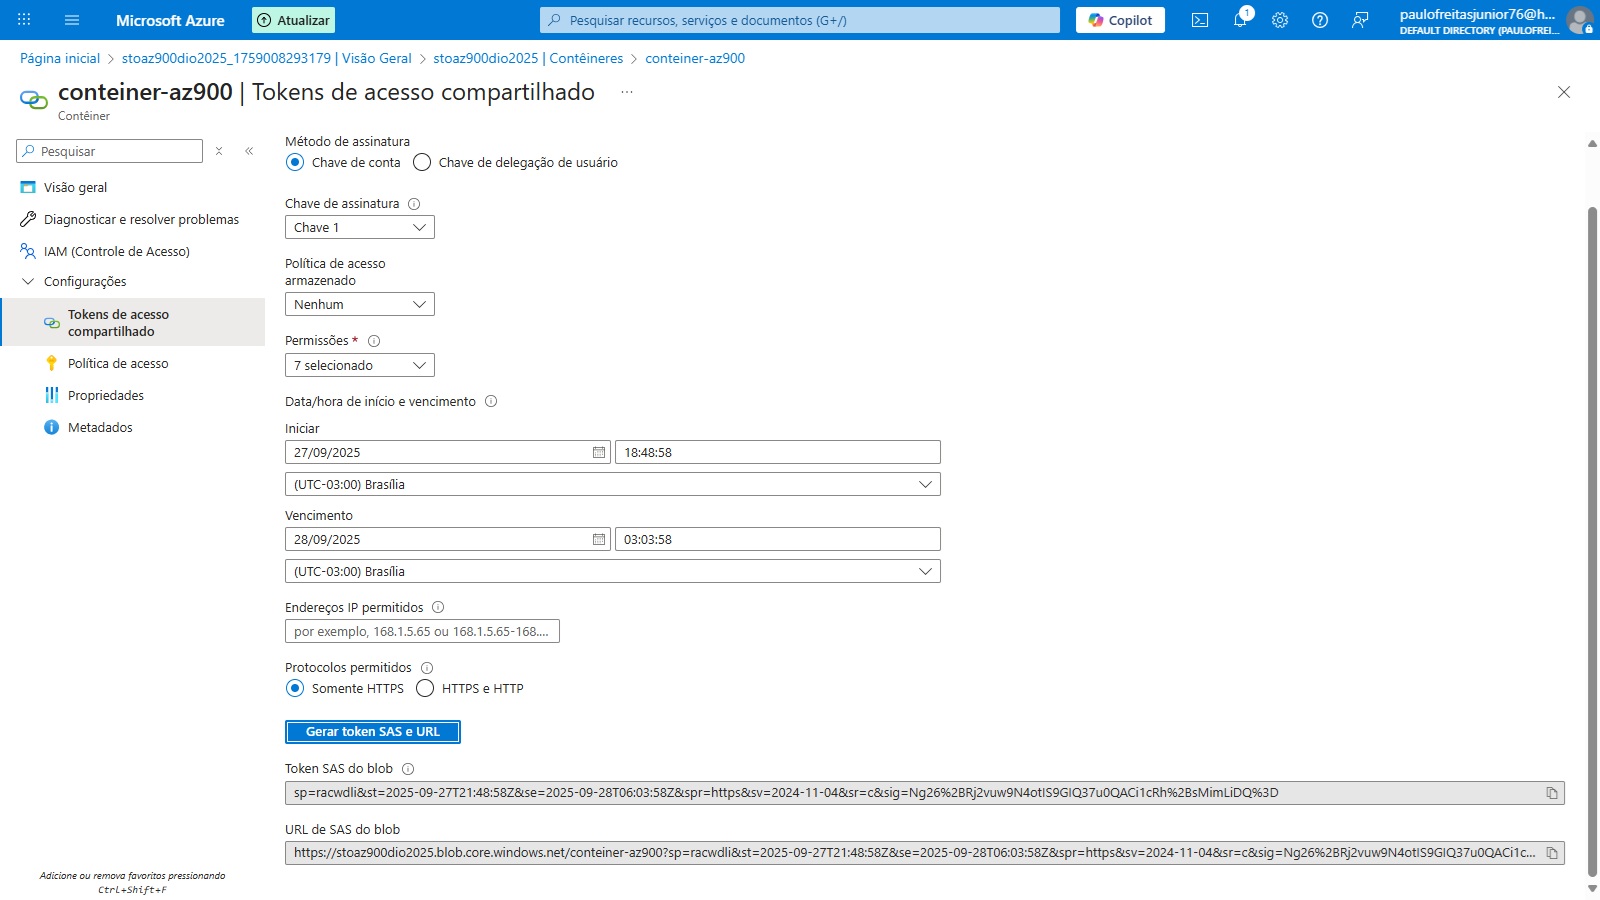 Microsoft Azure
Atualizar
Pesquisar recursos, serviços e documentos (G+/)
Copilot
1
paulofreitasjunior76@h...
DEFAULT DIRECTORY (PAULOFREI...
Página inicial > stoaz900dio2025_1759008293179 | Visão Geral > stoaz900dio2025 | Contêineres > conteiner-az900
conteiner-az900 | Tokens de acesso compartilhado ...
Contêiner
Pesquisar
Visão geral
Diagnosticar e resolver problemas
IAM (Controle de Acesso)
Configurações
Tokens de acesso
compartilhado
Política de acesso
Propriedades
Metadados
Adicione ou remova favoritos pressionando
Ctrl+Shift+F
Método de assinatura
Chave de conta
Chave de delegação de usuário
Chave de assinatura
Chave 1
Política de acesso
armazenado
Nenhum
Permissões *
7 selecionado
Data/hora de início e vencimento
Iniciar
27/09/2025
18:48:58
(UTC-03:00) Brasília
Vencimento
28/09/2025
03:03:58
(UTC-03:00) Brasília
Endereços IP permitidos
por exemplo, 168.1.5.65 ou 168.1.5.65-168....
Protocolos permitidos
Somente HTTPS
HTTPS e HTTP
Gerar token SAS e URL
Token SAS do blob
sp=racwdli&st=2025-09-27T21:48:58Z&se=2025-09-28T06:03:58Z&spr=https&sv=2024-11-04&sr=c&sig=Ng26%2BRj2vuw9N4otIS9GIQ37u0QACi1cRh%2BsMimLiDQ%3D
URL de SAS do blob
https://stoaz900dio2025.blob.core.windows.net/conteiner-az900?sp=racwdli&st=2025-09-27T21:48:58Z&se=2025-09-28T06:03:58Z&spr=https&sv=2024-11-04&sr=c&sig=Ng26%2BRj2vuw9N4otIS9GIQ37u0QACi1c...